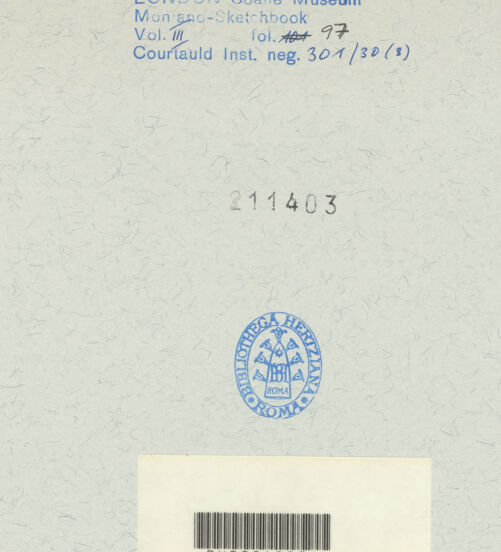 LONDON Soane Museum
Montano-Sketchbook
Vol. III fol. 97
Courtauld Inst. neg. 301/30 (8)
211403
BIBLIOTHECA HERTZIANA
BH
ROMA
ROMA